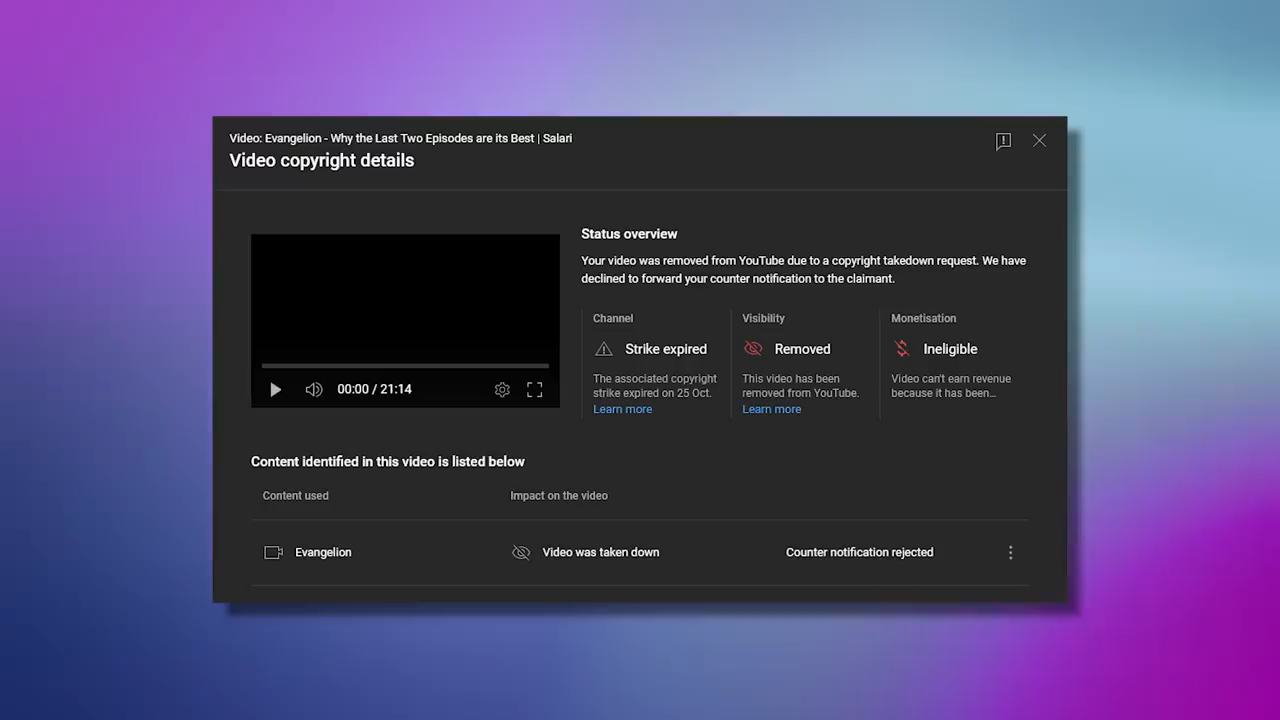 Video: Evangelion - Why the Last Two Episodes are its Best | Salari
Video copyright details
Status overview
Your video was removed from YouTube due to a copyright takedown request. We have
declined to forward your counter notification to the claimant.
Channel
Strike expired
The associated copyright
strike expired on 25 Oct.
Learn more
Visibility
Removed
This video has been
removed from YouTube.
Learn more
Monetisation
Ineligible
Video can't earn revenue
because it has been…
00:00 / 21:14
Content identified in this video is listed below
Content used
Impact on the video
Evangelion
Video was taken down
Counter notification rejected